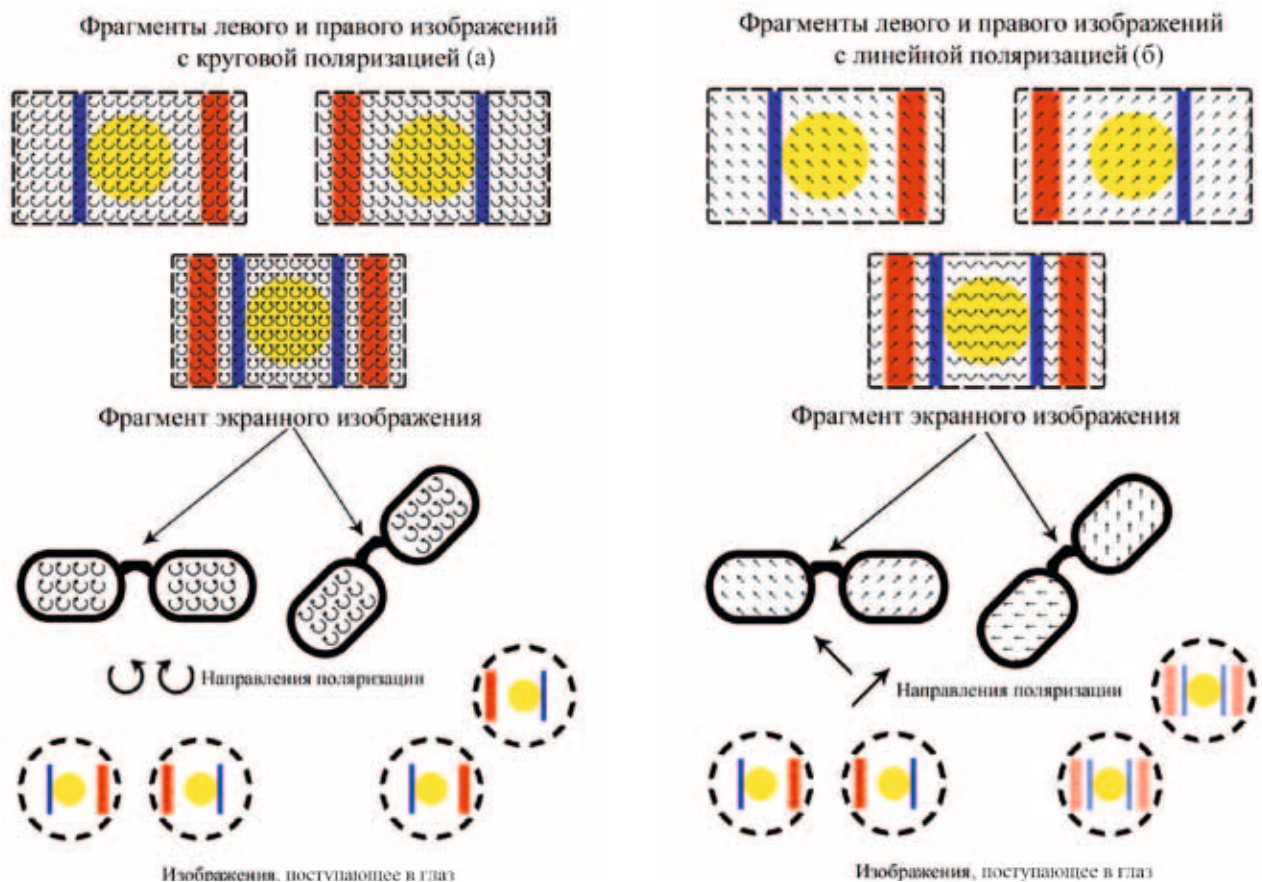 Фрагменты левого и правого изображений
с круговой поляризацией (а)
Фрагмент экранного изображения
Направления поляризации
Изображения, поступающее в глаз
Фрагменты левого и правого изображений
с линейной поляризацией (б)
Фрагмент экранного изображения
Направления поляризации
Изображения, поступающее в глаз